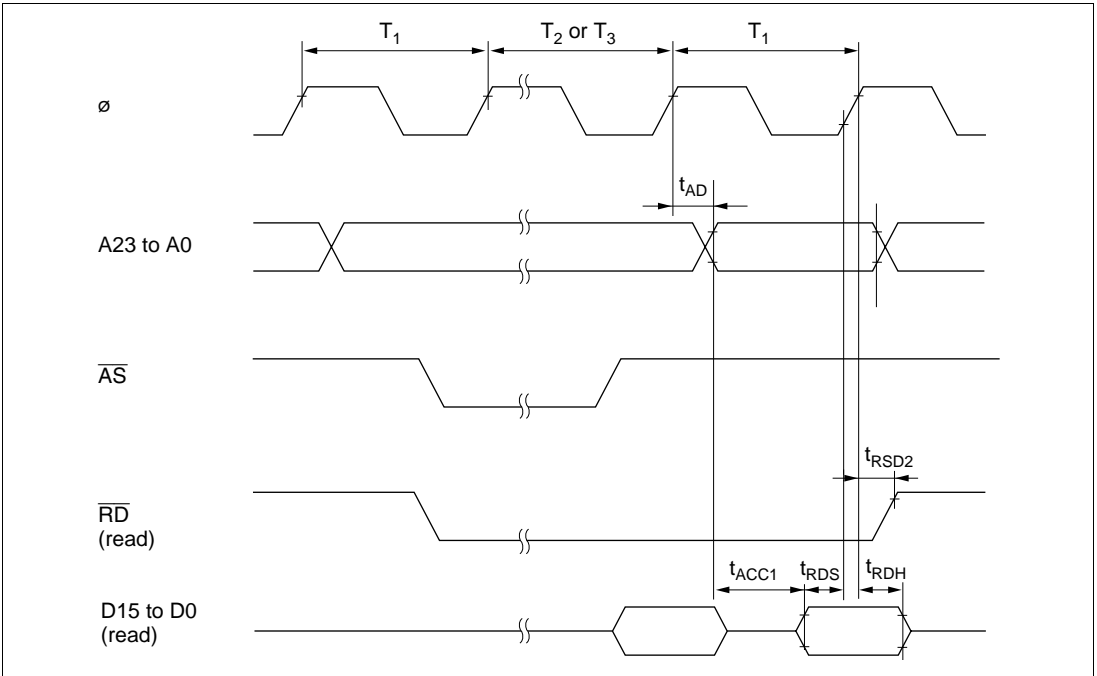 T1 T2 or T3 T1
ø
tAD
A23 to A0
AS
tRSD2
RD
(read)
tACC1 tRDS tRDH
D15 to D0
(read)